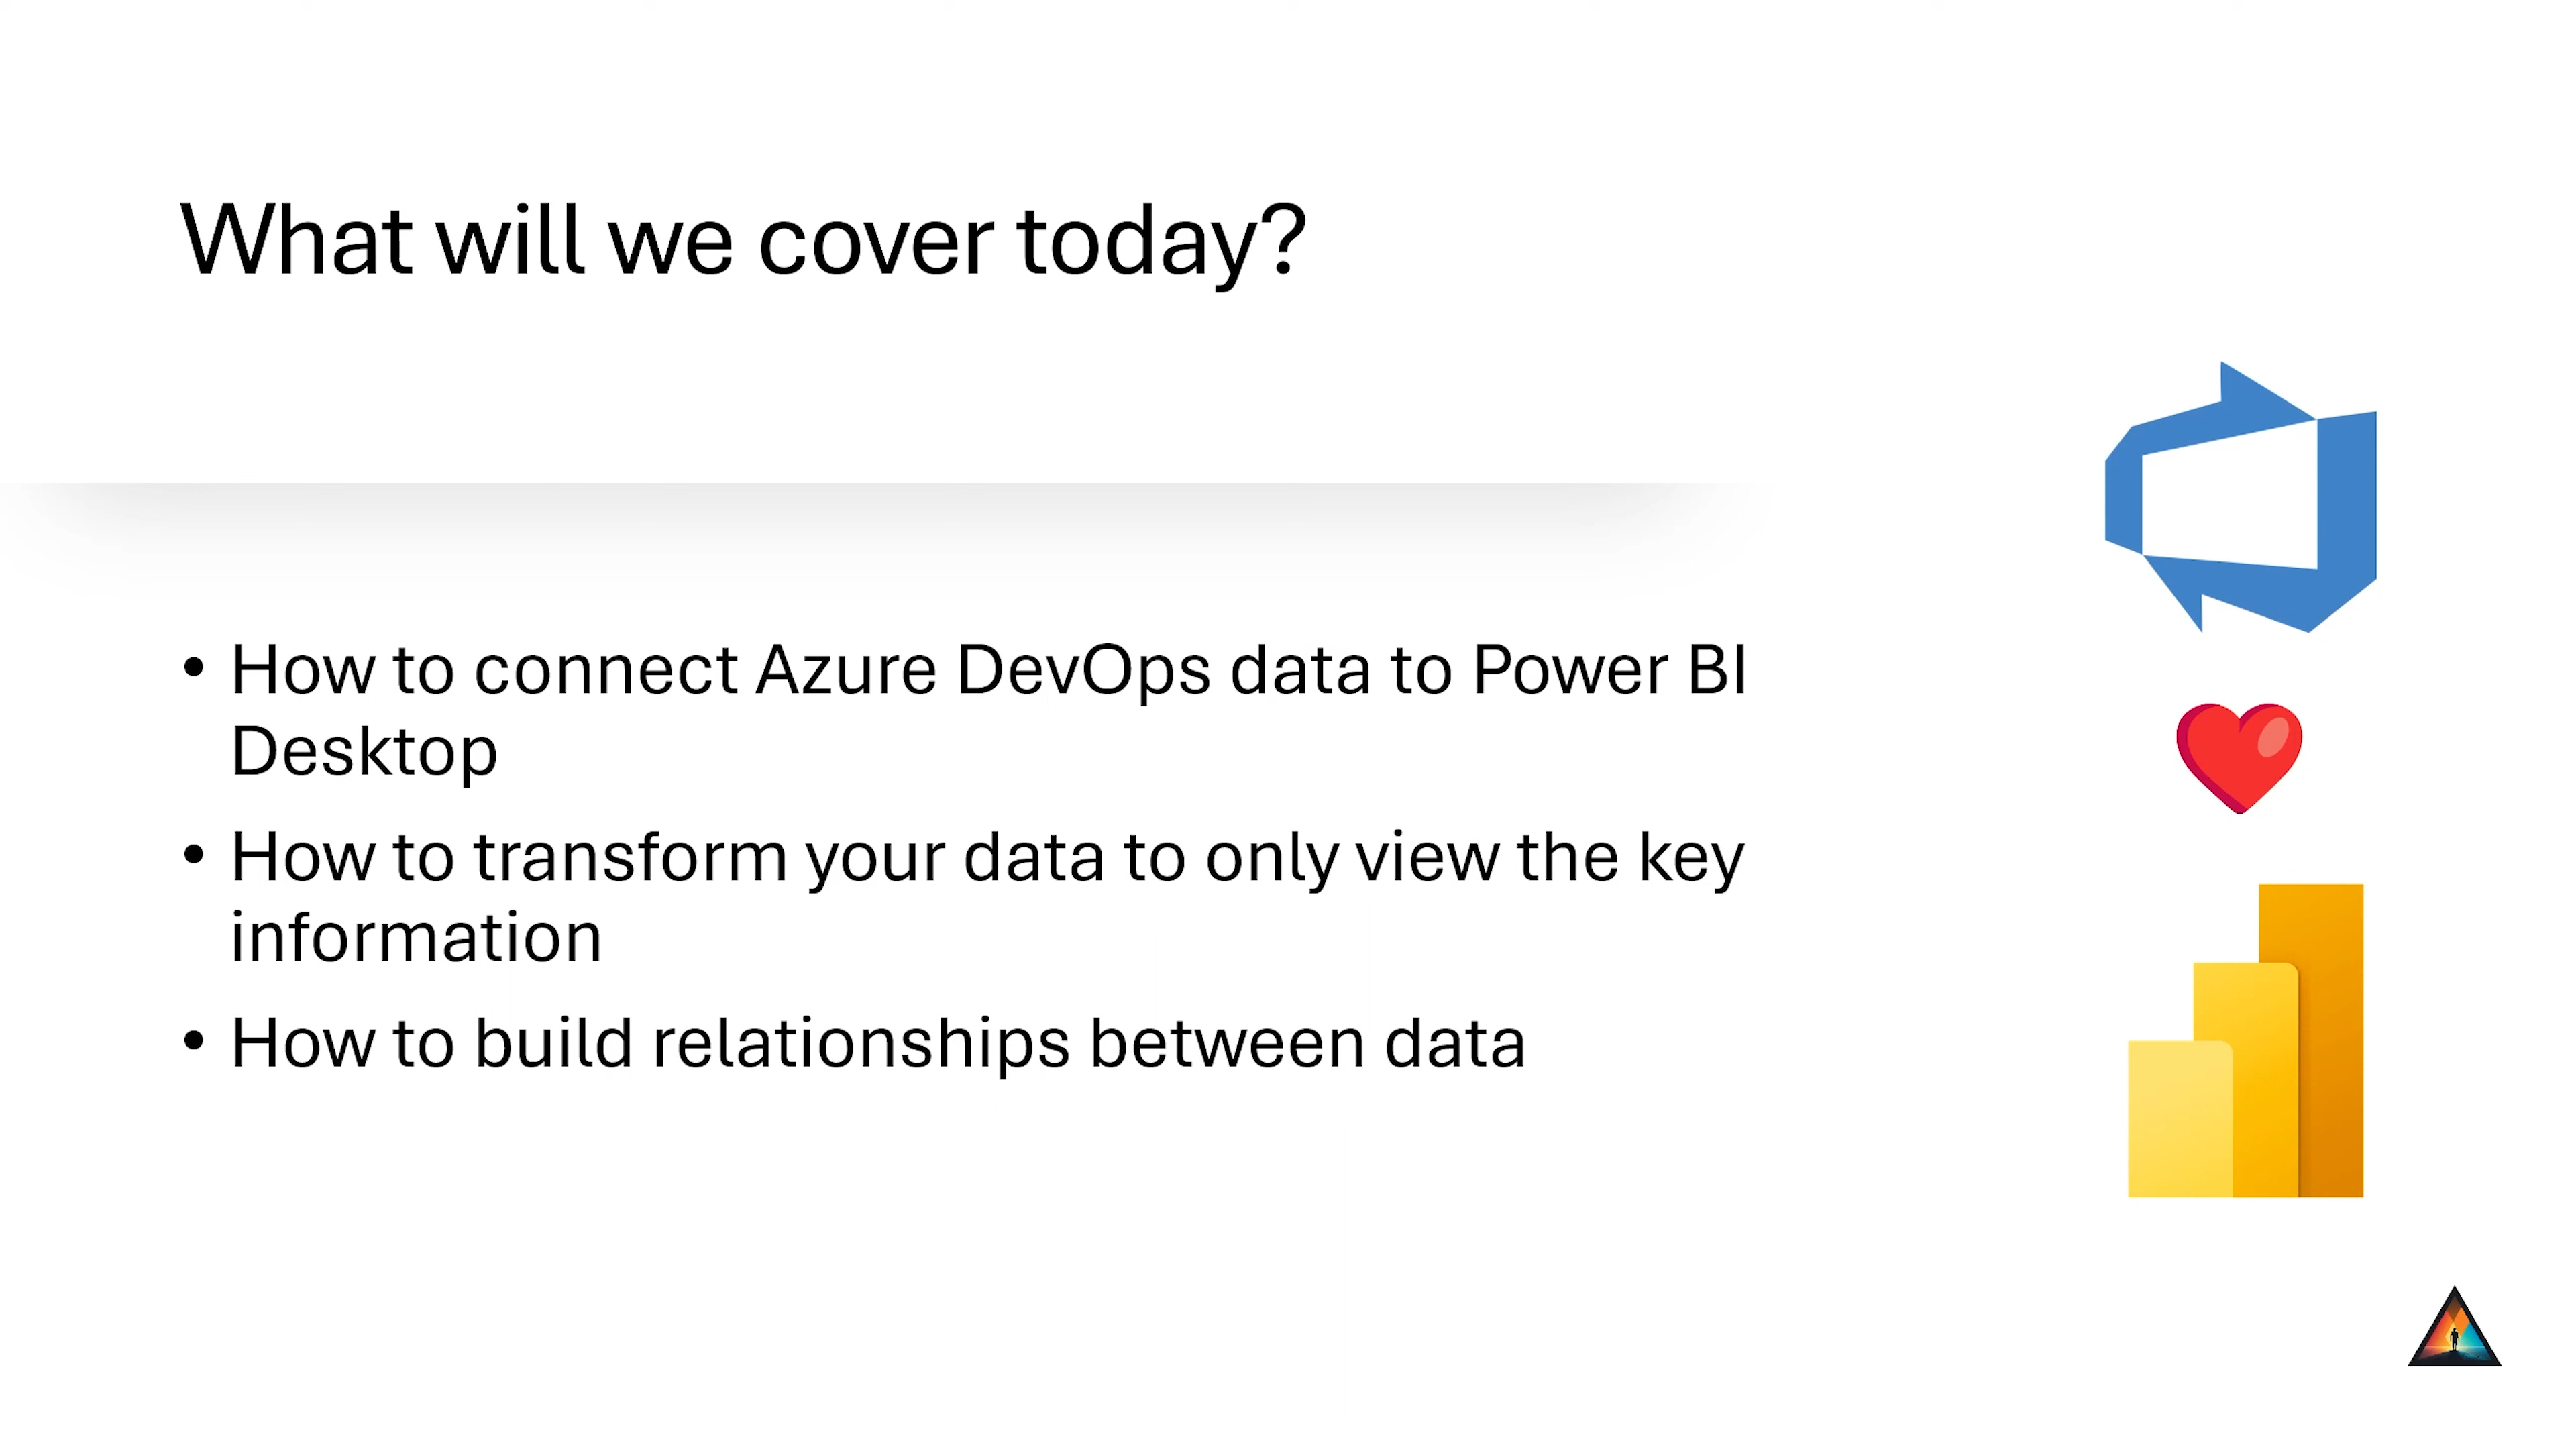 What will we cover today?
• How to connect Azure DevOps data to Power BI
Desktop
• How to transform your data to only view the key
information
• How to build relationships between data